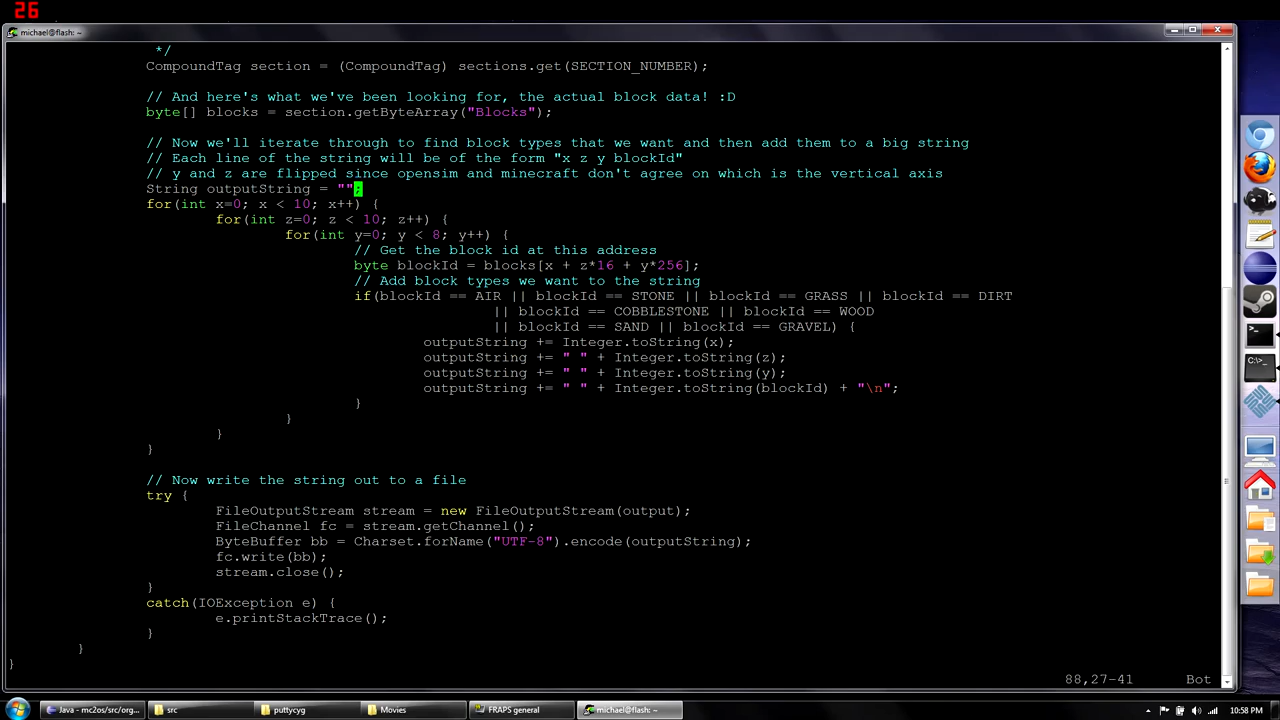 26
michael@flash: ~
*/
CompoundTag section = (CompoundTag) sections.get(SECTION_NUMBER);
// And here's what we've been looking for, the actual block data! :D
byte[] blocks = section.getByteArray("Blocks");
// Now we'll iterate through to find block types that we want and then add them to a big string
// Each line of the string will be of the form "x z y blockId"
// y and z are flipped since opensim and minecraft don't agree on which is the vertical axis
String outputString = "";
for(int x=0; x < 10; x++) {
for(int z=0; z < 10; z++) {
for(int y=0; y < 8; y++) {
// Get the block id at this address
byte blockId = blocks[x + z*16 + y*256];
// Add block types we want to the string
if(blockId == AIR || blockId == STONE || blockId == GRASS || blockId == DIRT
|| blockId == COBBLESTONE || blockId == WOOD
|| blockId == SAND || blockId == GRAVEL) {
outputString += Integer.toString(x);
outputString += " " + Integer.toString(z);
outputString += " " + Integer.toString(y);
outputString += " " + Integer.toString(blockId) + "\n";
}
}
}
}
// Now write the string out to a file
try {
FileOutputStream stream = new FileOutputStream(output);
FileChannel fc = stream.getChannel();
ByteBuffer bb = Charset.forName("UTF-8").encode(outputString);
fc.write(bb);
stream.close();
}
catch(IOException e) {
e.printStackTrace();
}
}
}
88,27-41 Bot
Java - mc2os/src/org... src puttycyg Movies FRAPS general michael@flash: ~ 10:58 PM